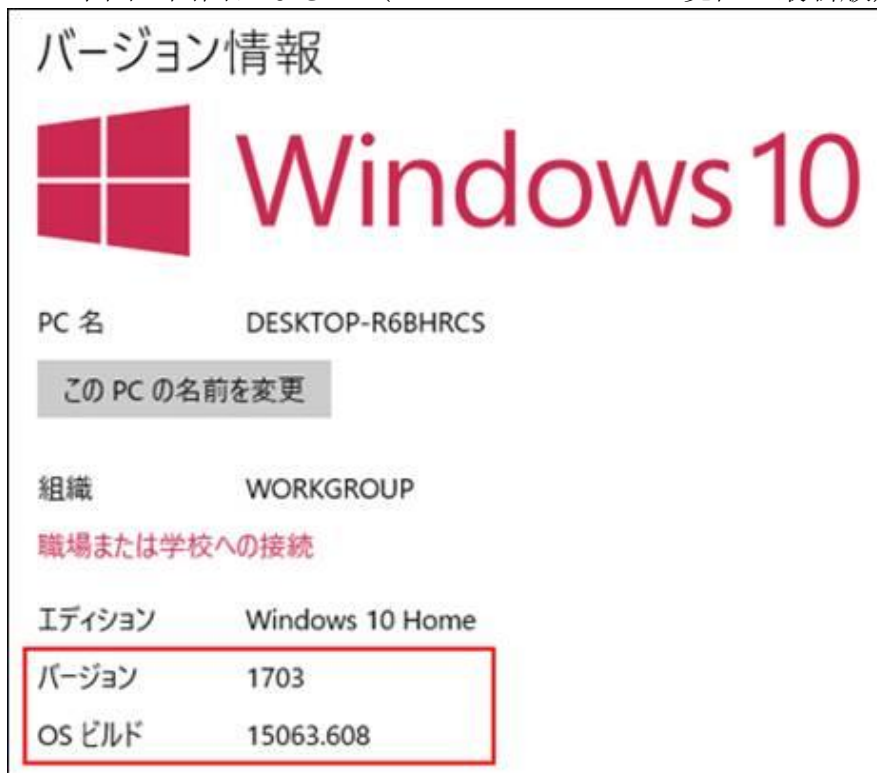 バージョン情報
Windows 10
PC 名 DESKTOP-R6BHRCS
この PC の名前を変更
組織 WORKGROUP
職場または学校への接続
エディション Windows 10 Home
バージョン 1703
OS ビルド 15063.608